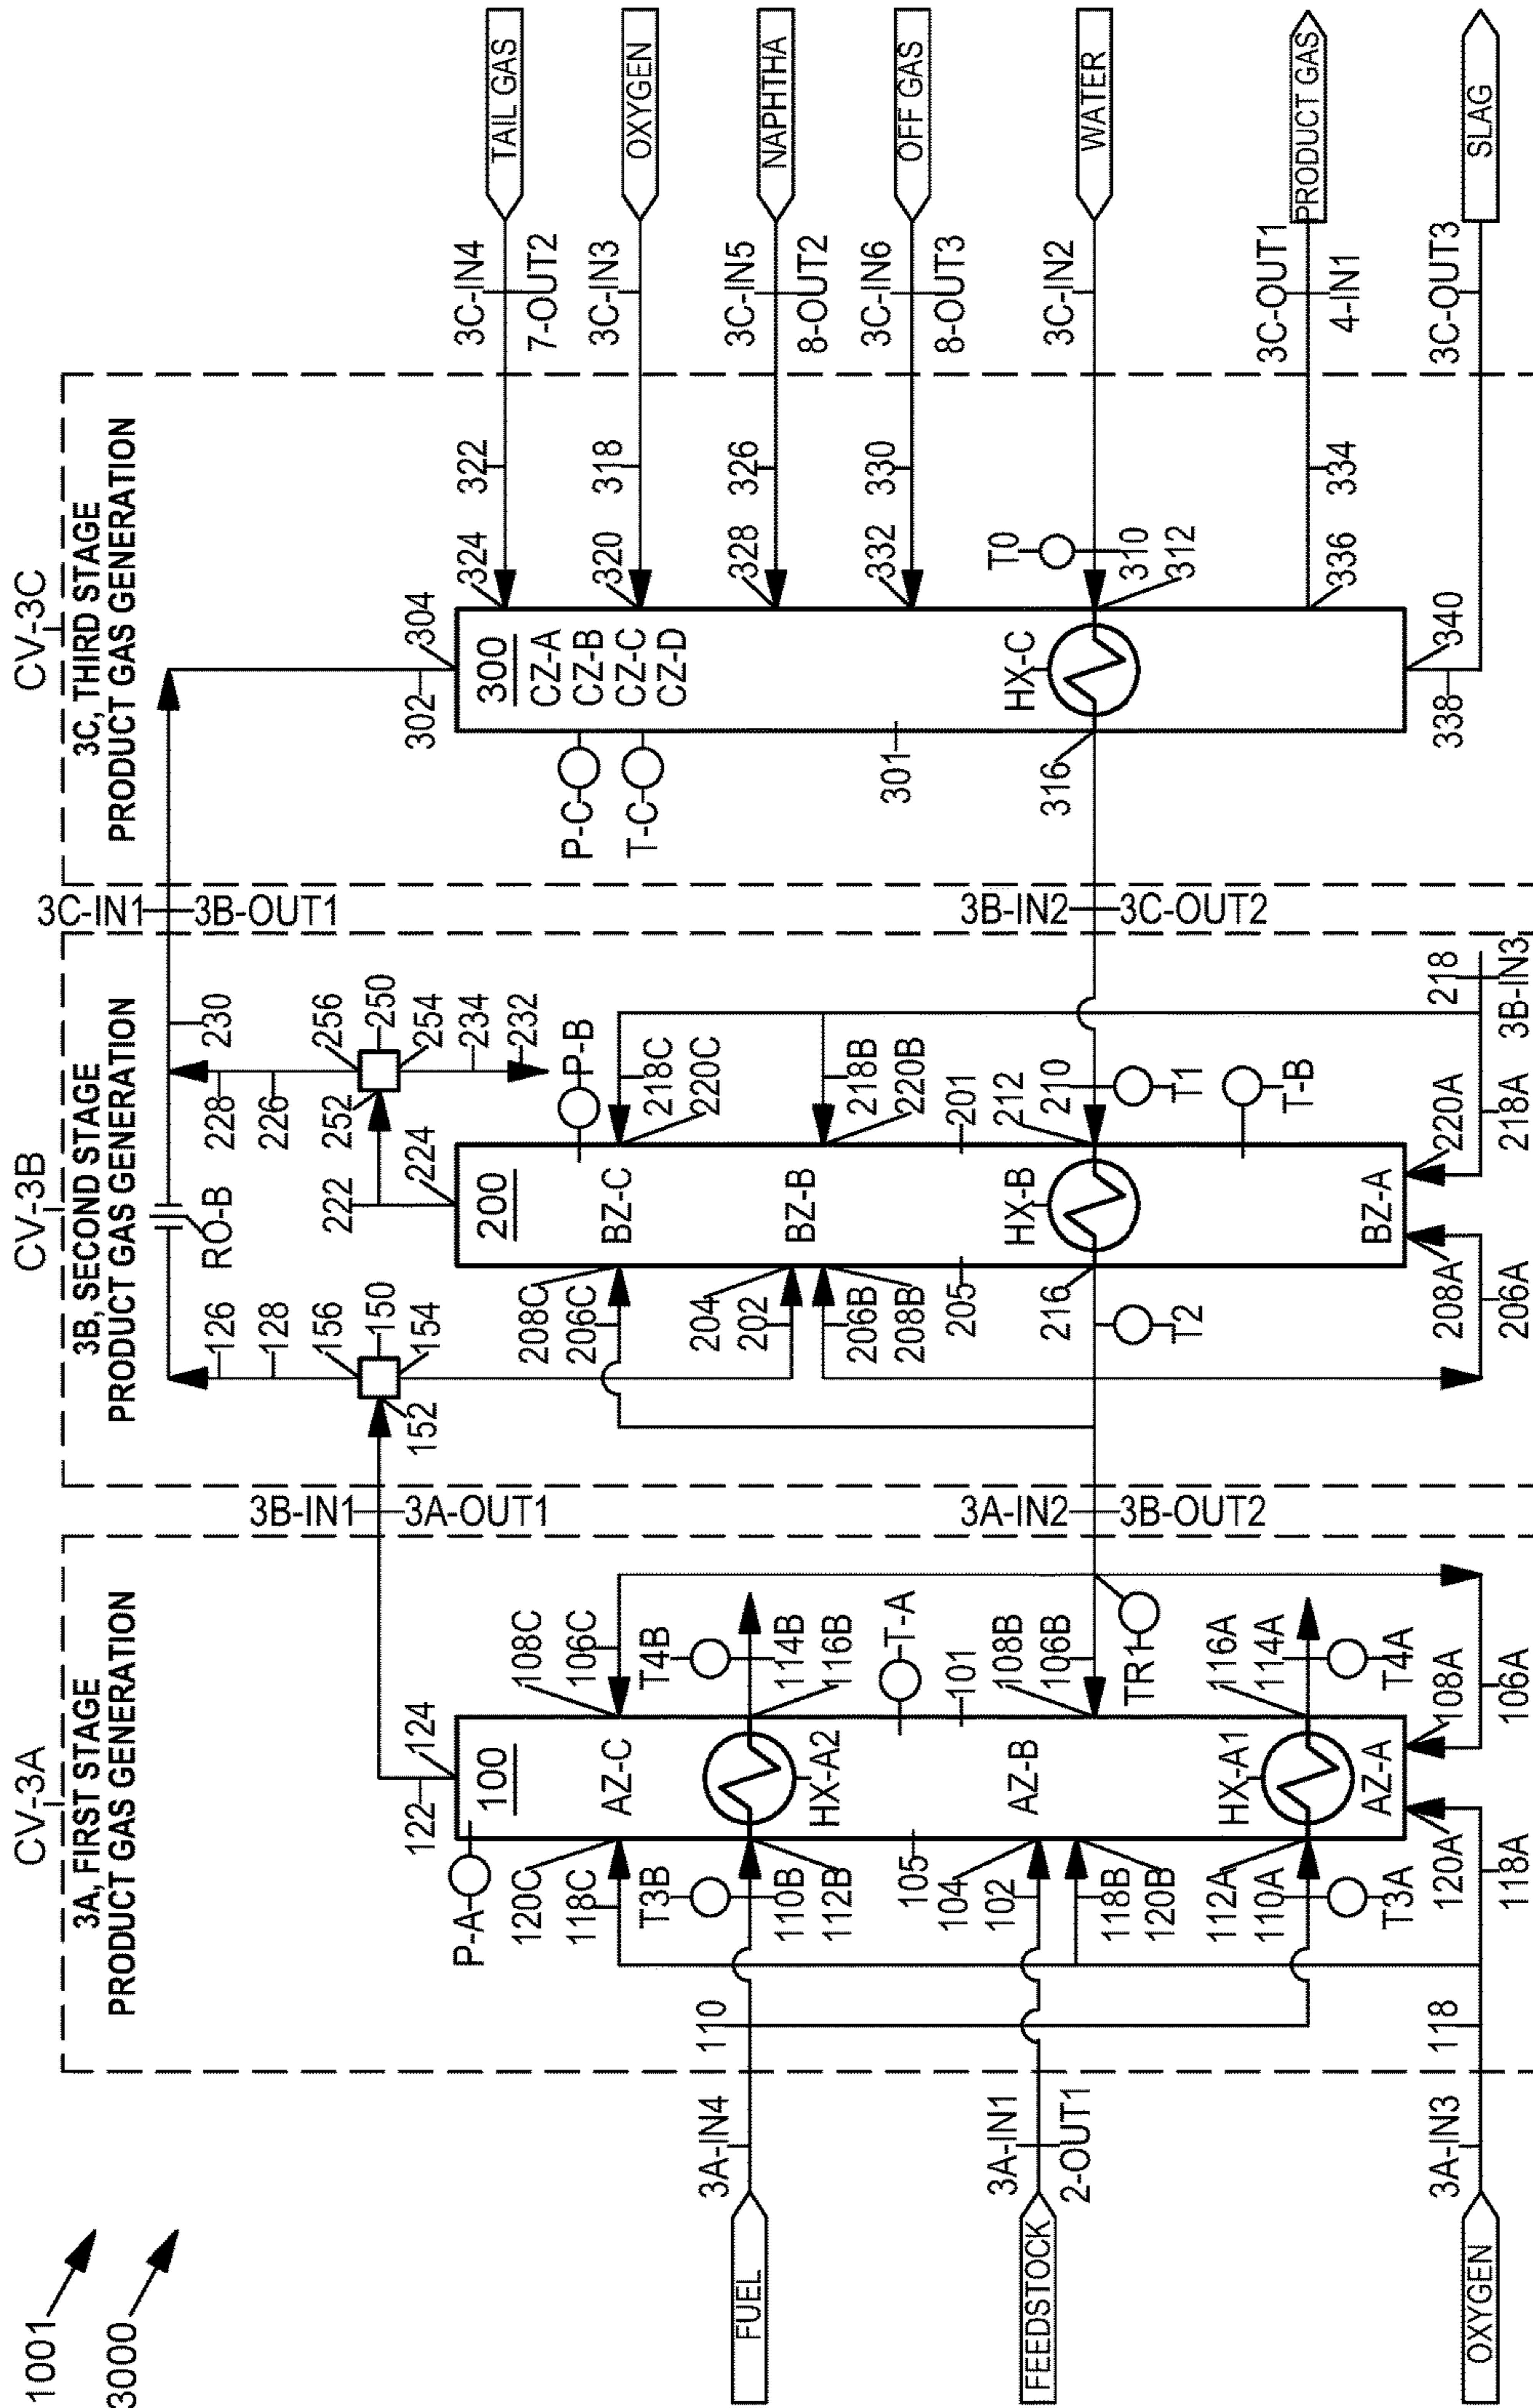 1001
3000
CV-3A
3A, FIRST STAGE
PRODUCT GAS GENERATION
CV-3B
3B, SECOND STAGE
PRODUCT GAS GENERATION
CV-3C
3C, THIRD STAGE
PRODUCT GAS GENERATION
FUEL
3A-IN4
110
FEEDSTOCK
3A-IN1
2-OUT1
OXYGEN
3A-IN3
118
P-A
122
124
100
AZ-C
HX-A2
AZ-B
HX-A1
AZ-A
120C
118C
T3B
110B
112B
105
104
102
118B
120B
112A
110A
T3A
120A
118A
108C
106C
T4B
114B
116B
T-A
101
108B
106B
TR1
116A
114A
T4A
108A
106A
3B-IN1
3A-OUT1
3A-IN2
3B-OUT2
126
128
156
150
154
152
RO-B
208C
206C
204
202
206B
208B
205
216
T2
208A
206A
222
224
200
BZ-C
BZ-B
HX-B
BZ-A
230
228
226
256
250
252
254
234
232
P-B
218C
220C
218B
220B
201
212
210
T1
T-B
220A
218A
218
3B-IN3
3C-IN1
3B-OUT1
3B-IN2
3C-OUT2
302
304
300
CZ-A
CZ-B
CZ-C
CZ-D
P-C
T-C
301
HX-C
316
324
322
320
318
328
326
332
330
T0
310
312
336
334
340
338
3C-IN4
7-OUT2
TAIL GAS
3C-IN3
OXYGEN
3C-IN5
8-OUT2
NAPHTHA
3C-IN6
8-OUT3
OFF GAS
3C-IN2
WATER
3C-OUT1
4-IN1
PRODUCT GAS
3C-OUT3
SLAG